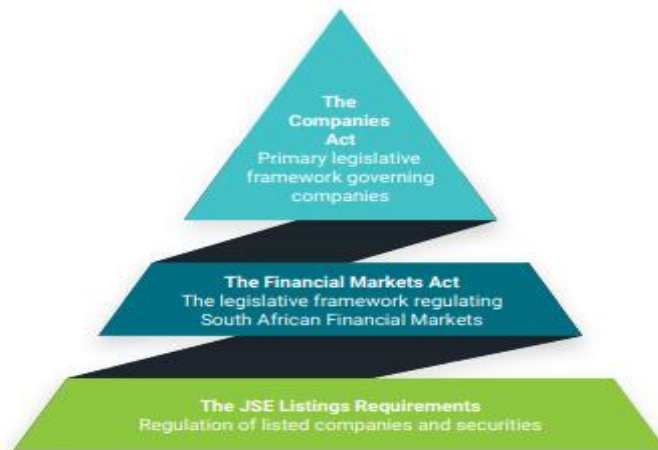 The
Companies
Act
Primary legislative
framework governing
companies
The Financial Markets Act
The legislative framework regulating
South African Financial Markets
The JSE Listings Requirements
Regulation of listed companies and securities